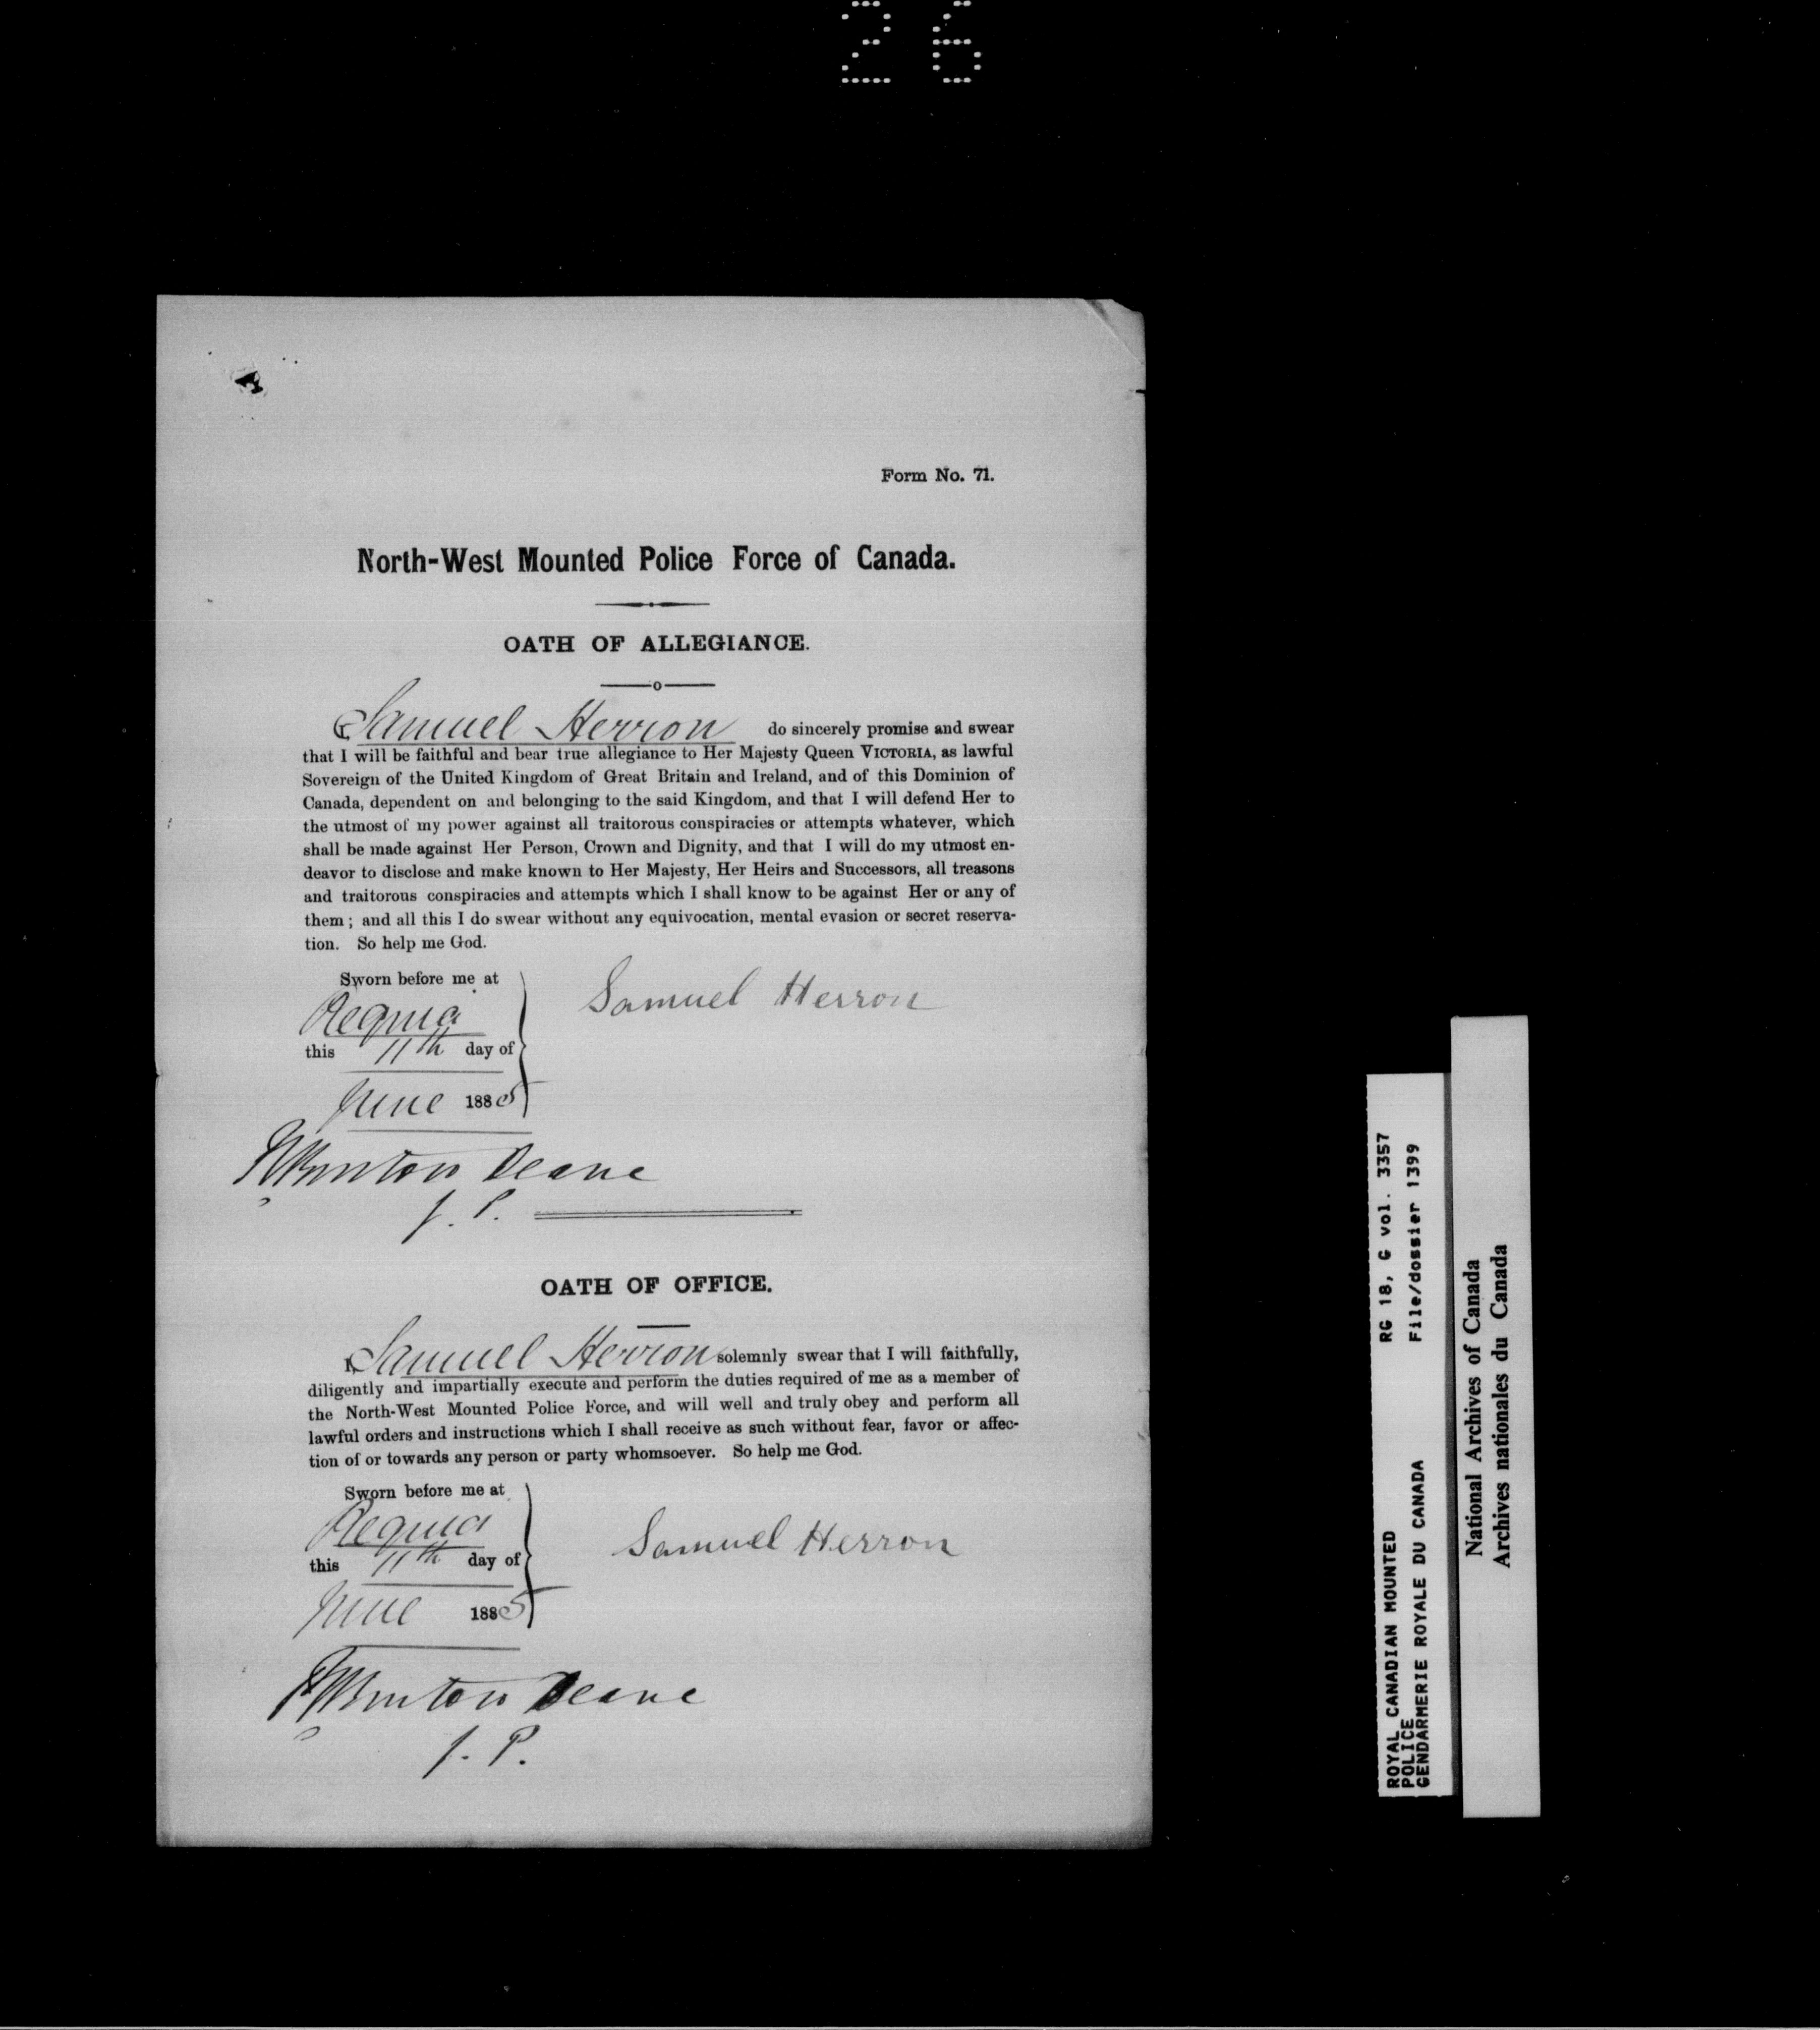 26
Form No. 71.
North-West Mounted Police Force of Canada.
OATH OF ALLEGIANCE.
I, Samuel Herron do sincerely promise and swear
that I will be faithful and bear true allegiance to Her Majesty Queen VICTORIA, as lawful
Sovereign of the United Kingdom of Great Britain and Ireland, and of this Dominion of
Canada, dependent on and belonging to the said Kingdom, and that I will defend Her to
the utmost of my power against all traitorous conspiracies or attempts whatever, which
shall be made against Her Person, Crown and Dignity, and that I will do my utmost en-
deavor to disclose and make known to Her Majesty, Her Heirs and Successors, all treasons
and traitorous conspiracies and attempts which I shall know to be against Her or any of
them; and all this I do swear without any equivocation, mental evasion or secret reserva-
tion. So help me God.
Sworn before me at
Regina
this 11th day of
June 1885
Samuel Herron
Burton Deane
J. P.
OATH OF OFFICE.
I, Samuel Herron solemnly swear that I will faithfully,
diligently and impartially execute and perform the duties required of me as a member of
the North-West Mounted Police Force, and will well and truly obey and perform all
lawful orders and instructions which I shall receive as such without fear, favor or affec-
tion of or towards any person or party whomsoever. So help me God.
Sworn before me at
Regina
this 11th day of
June 1885
Samuel Herron
Burton Deane
J. P.
ROYAL CANADIAN MOUNTED RG 18, G vol. 3357
POLICE File/dossier 1399
GENDARMERIE ROYALE DU CANADA
National Archives of Canada
Archives nationales du Canada